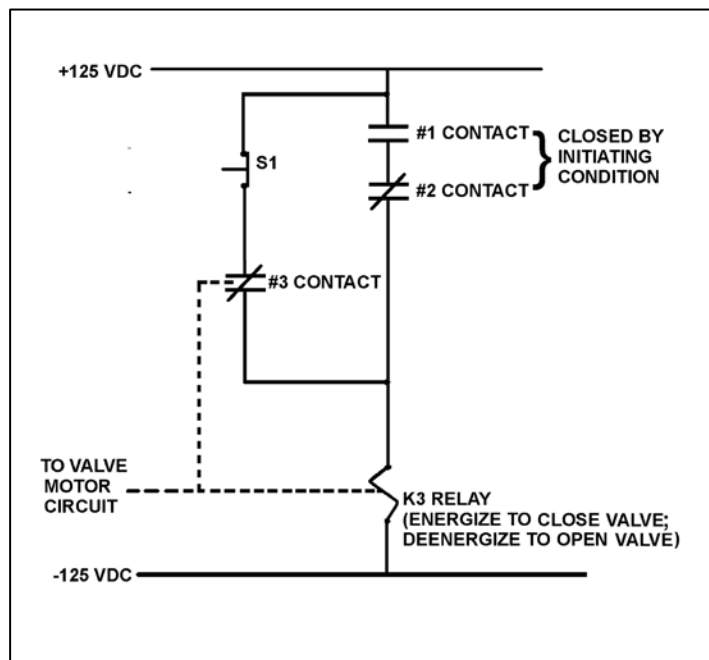 +125 VDC
#1 CONTACT
CLOSED BY
INITIATING
CONDITION
S1
#2 CONTACT
#3 CONTACT
TO VALVE
MOTOR
CIRCUIT
K3 RELAY
(ENERGIZE TO CLOSE VALVE;
DEENERGIZE TO OPEN VALVE)
-125 VDC